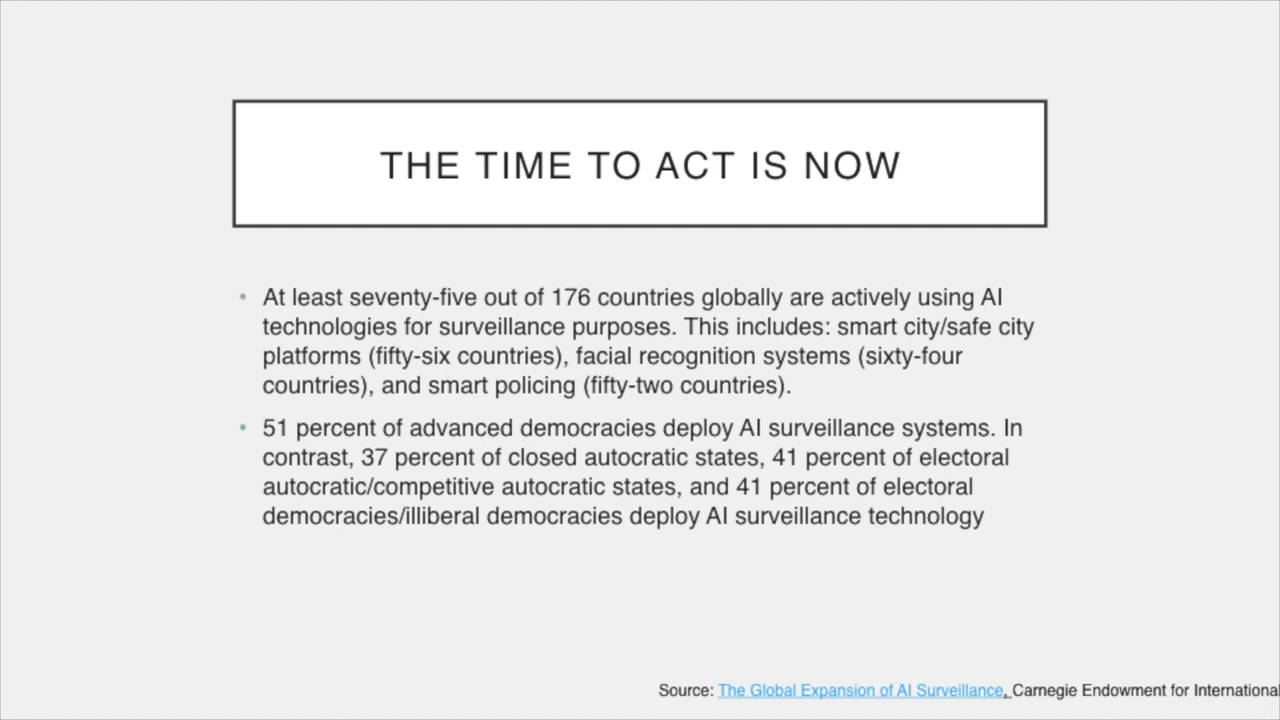 THE TIME TO ACT IS NOW
• At least seventy-five out of 176 countries globally are actively using AI
technologies for surveillance purposes. This includes: smart city/safe city
platforms (fifty-six countries), facial recognition systems (sixty-four
countries), and smart policing (fifty-two countries).
• 51 percent of advanced democracies deploy AI surveillance systems. In
contrast, 37 percent of closed autocratic states, 41 percent of electoral
autocratic/competitive autocratic states, and 41 percent of electoral
democracies/illiberal democracies deploy AI surveillance technology
Source: The Global Expansion of AI Surveillance, Carnegie Endowment for International